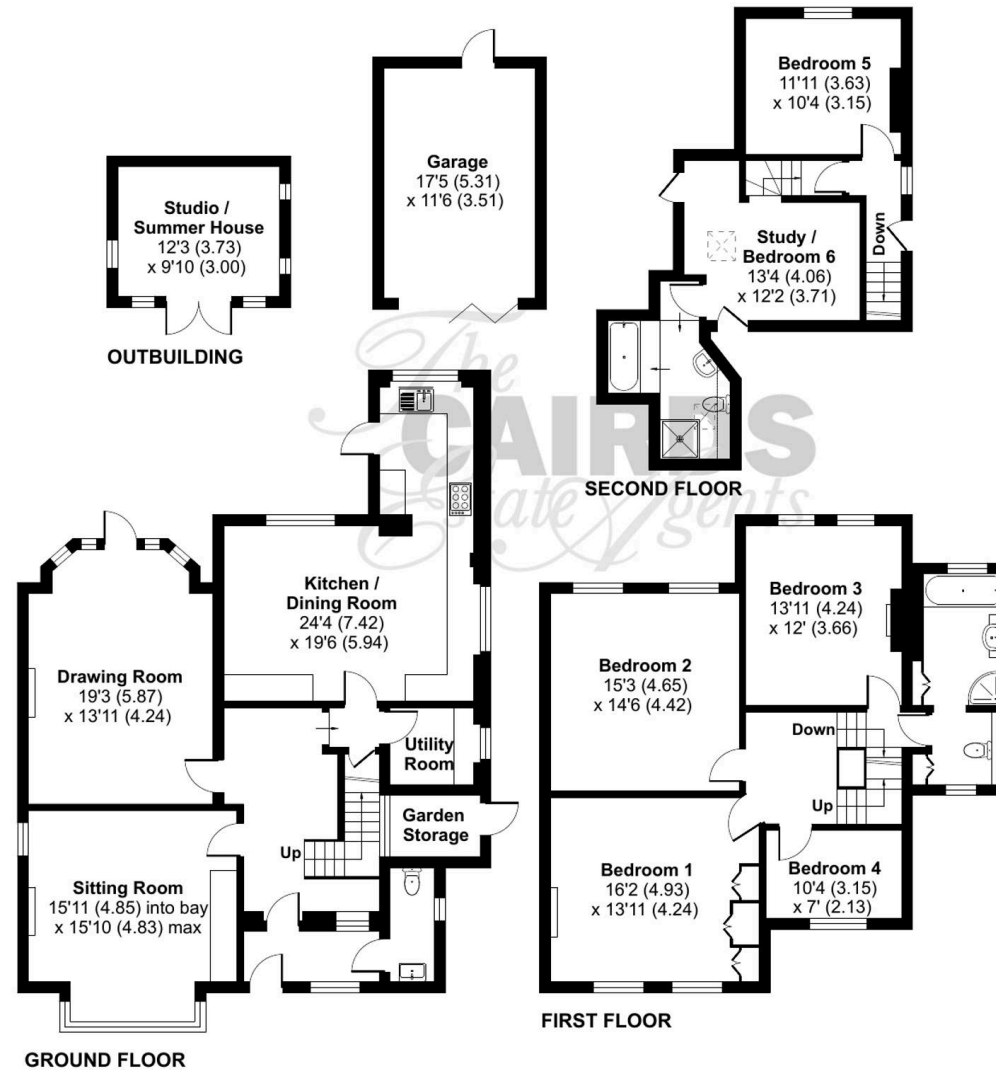 Bedroom 5
11'11 (3.63)
x 10'4 (3.15)
Garage
17'5 (5.31)
x 11'6 (3.51)
Studio /
Summer House
12'3 (3.73)
x 9'10 (3.00)
OUTBUILDING
Study /
Bedroom 6
13'4 (4.06)
x 12'2 (3.71)
Down
SECOND FLOOR
The
CAIRDS
Estate Agents
Kitchen /
Dining Room
24'4 (7.42)
x 19'6 (5.94)
Drawing Room
19'3 (5.87)
x 13'11 (4.24)
Utility
Room
Garden
Storage
Up
Sitting Room
15'11 (4.85) into bay
x 15'10 (4.83) max
GROUND FLOOR
Bedroom 3
13'11 (4.24)
x 12' (3.66)
Bedroom 2
15'3 (4.65)
x 14'6 (4.42)
Down
Up
Bedroom 1
16'2 (4.93)
x 13'11 (4.24)
Bedroom 4
10'4 (3.15)
x 7' (2.13)
FIRST FLOOR